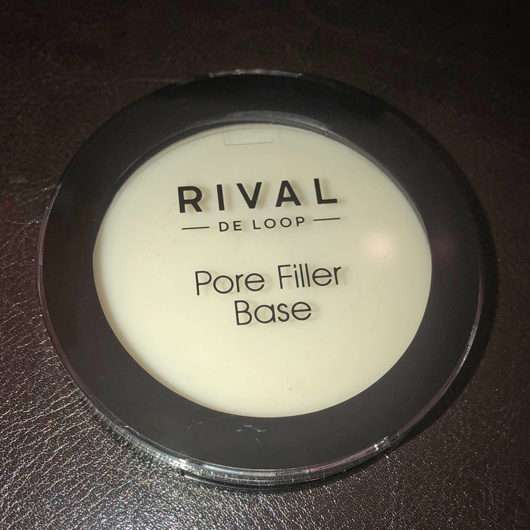 RIVAL
DE LOOP
Pore Filler
Base